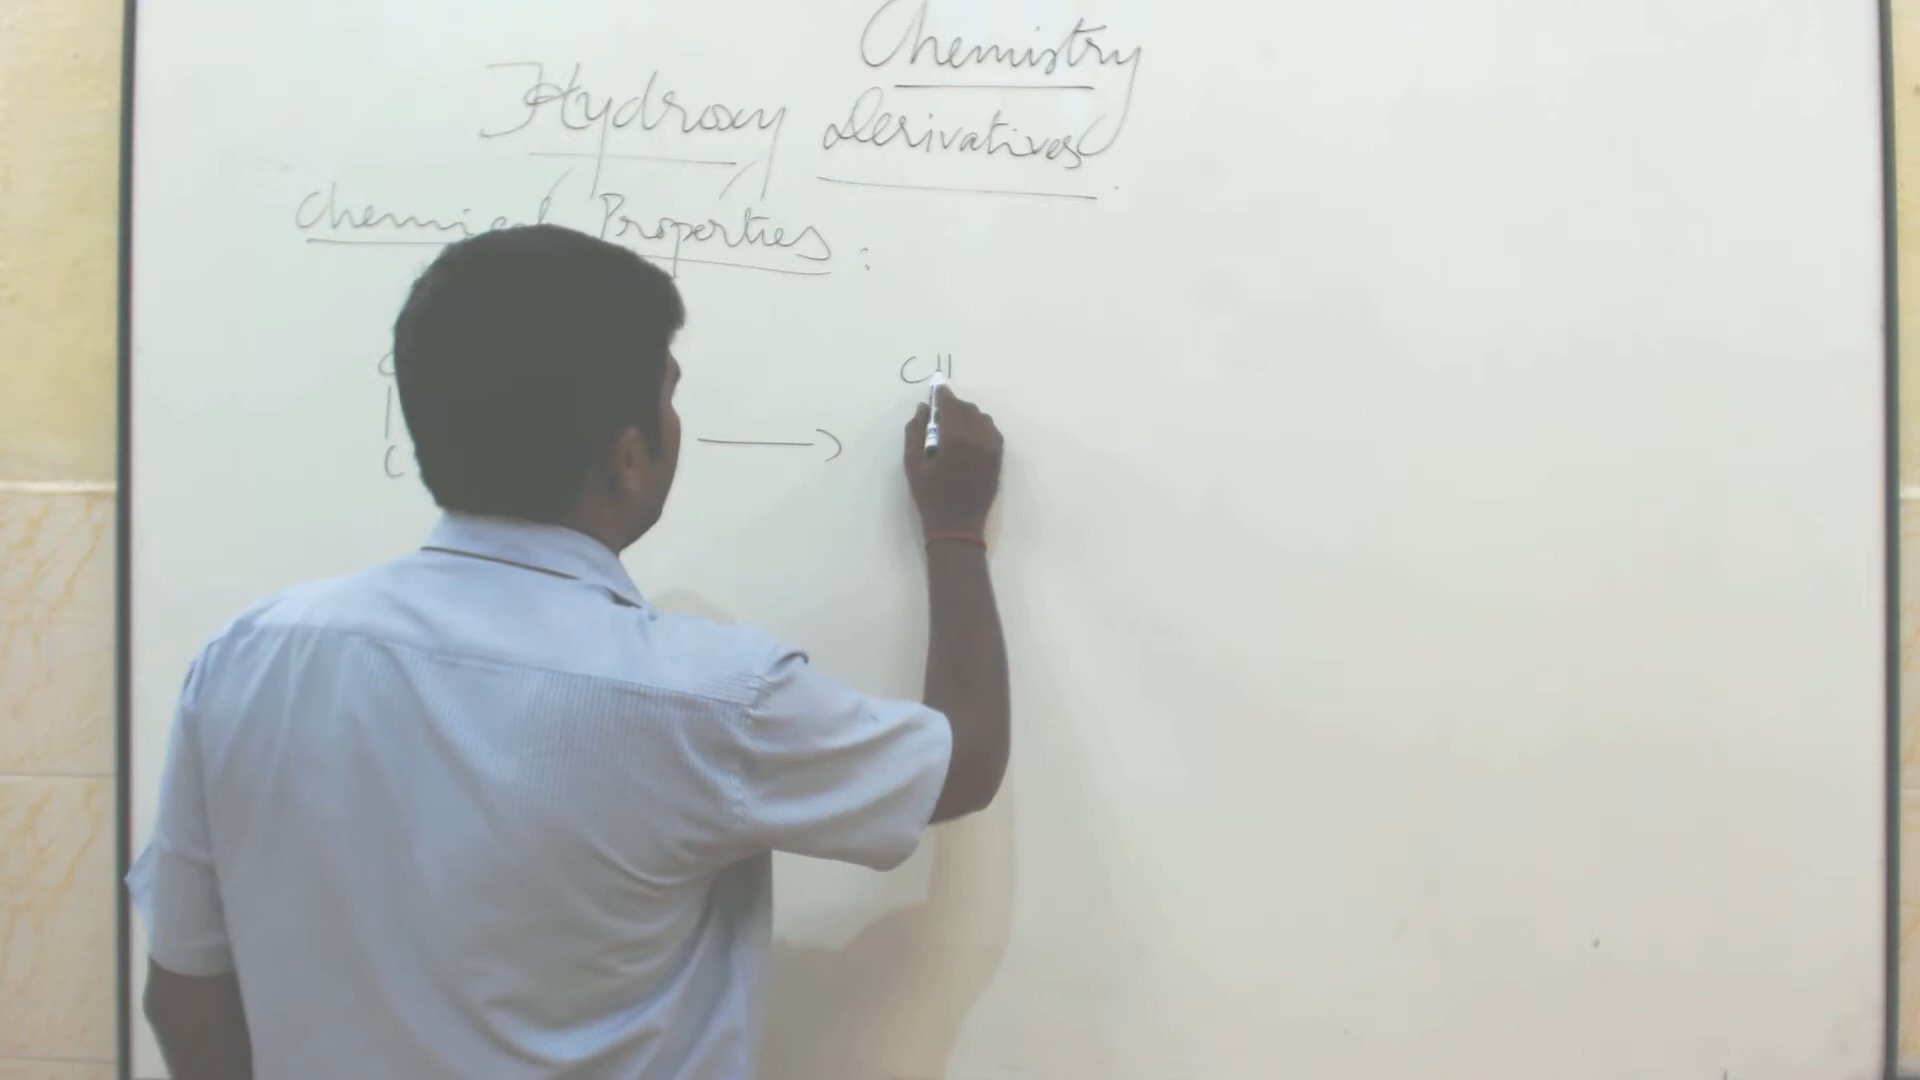 Chemistry
Hydroxy Derivatives
Chemical Properties :
C
C
CH